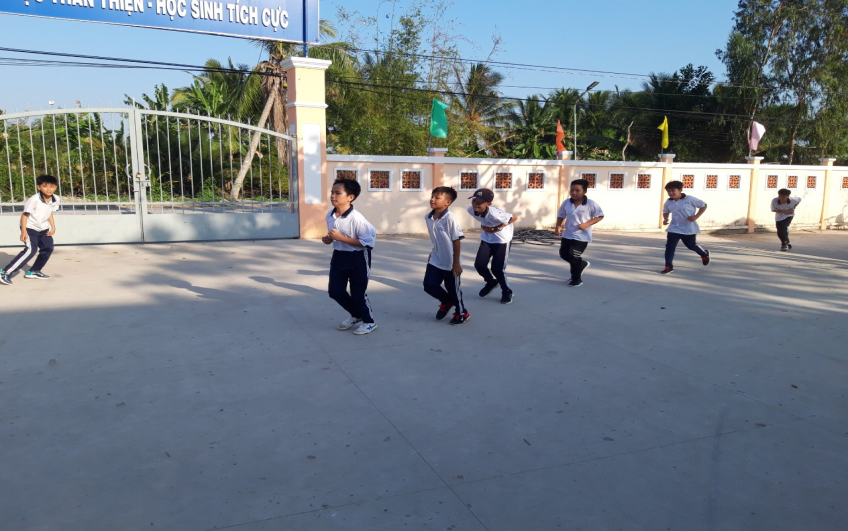 THÂN THIỆN - HỌC SINH TÍCH CỰC